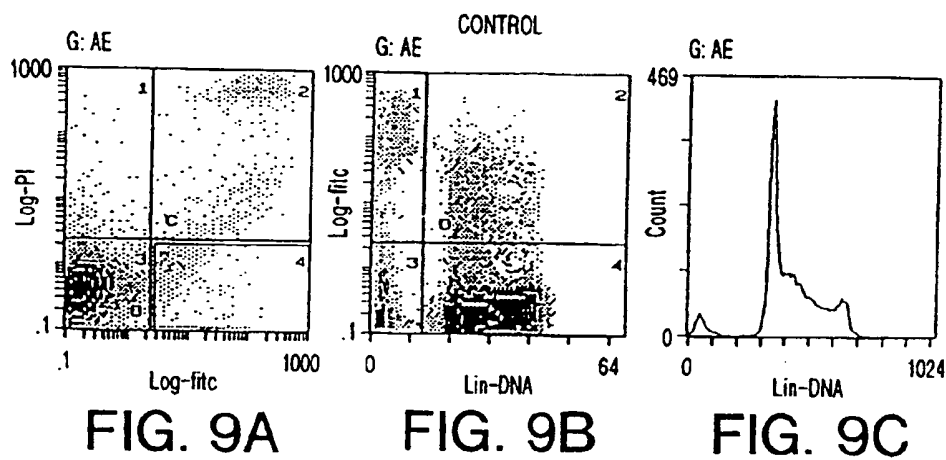 CONTROL
G: AE
1000
1
2
C
3
4
D
.1
Log-PI
.1
1000
Log-fitc
FIG. 9A
G: AE
1000
1
2
3
4
.1
Log-fitc
0
64
Lin-DNA
FIG. 9B
G: AE
469
Count
0
0
1024
Lin-DNA
FIG. 9C